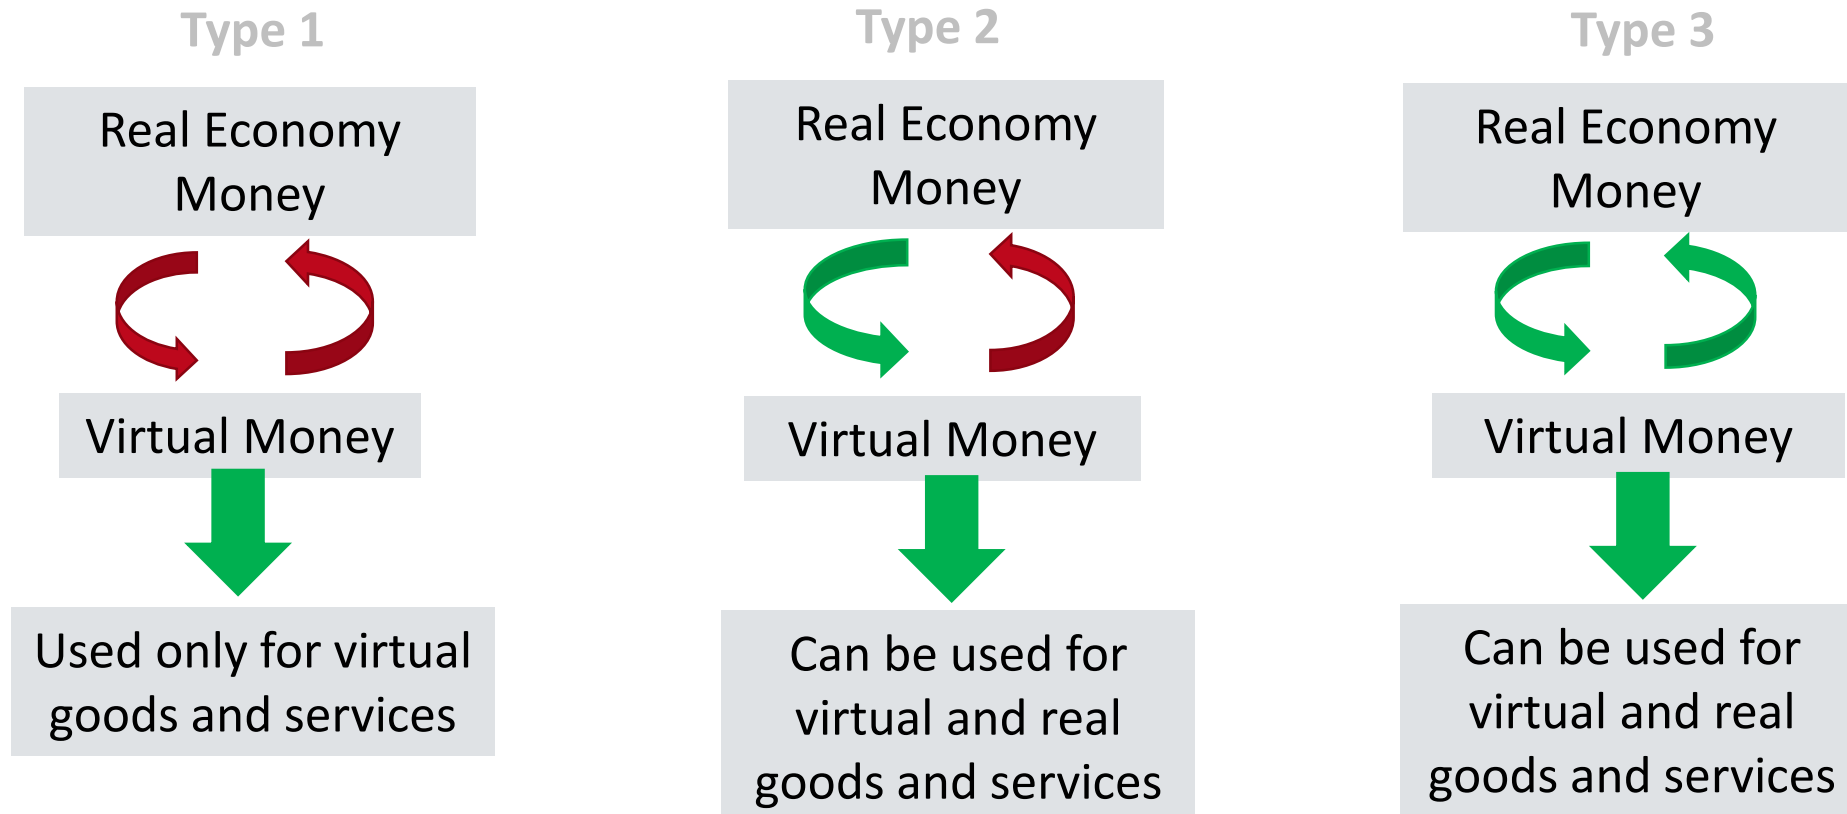 Type 1
Real Economy
Money
Virtual Money
Used only for virtual
goods and services
Type 2
Real Economy
Money
Virtual Money
Can be used for
virtual and real
goods and services
Type 3
Real Economy
Money
Virtual Money
Can be used for
virtual and real
goods and services